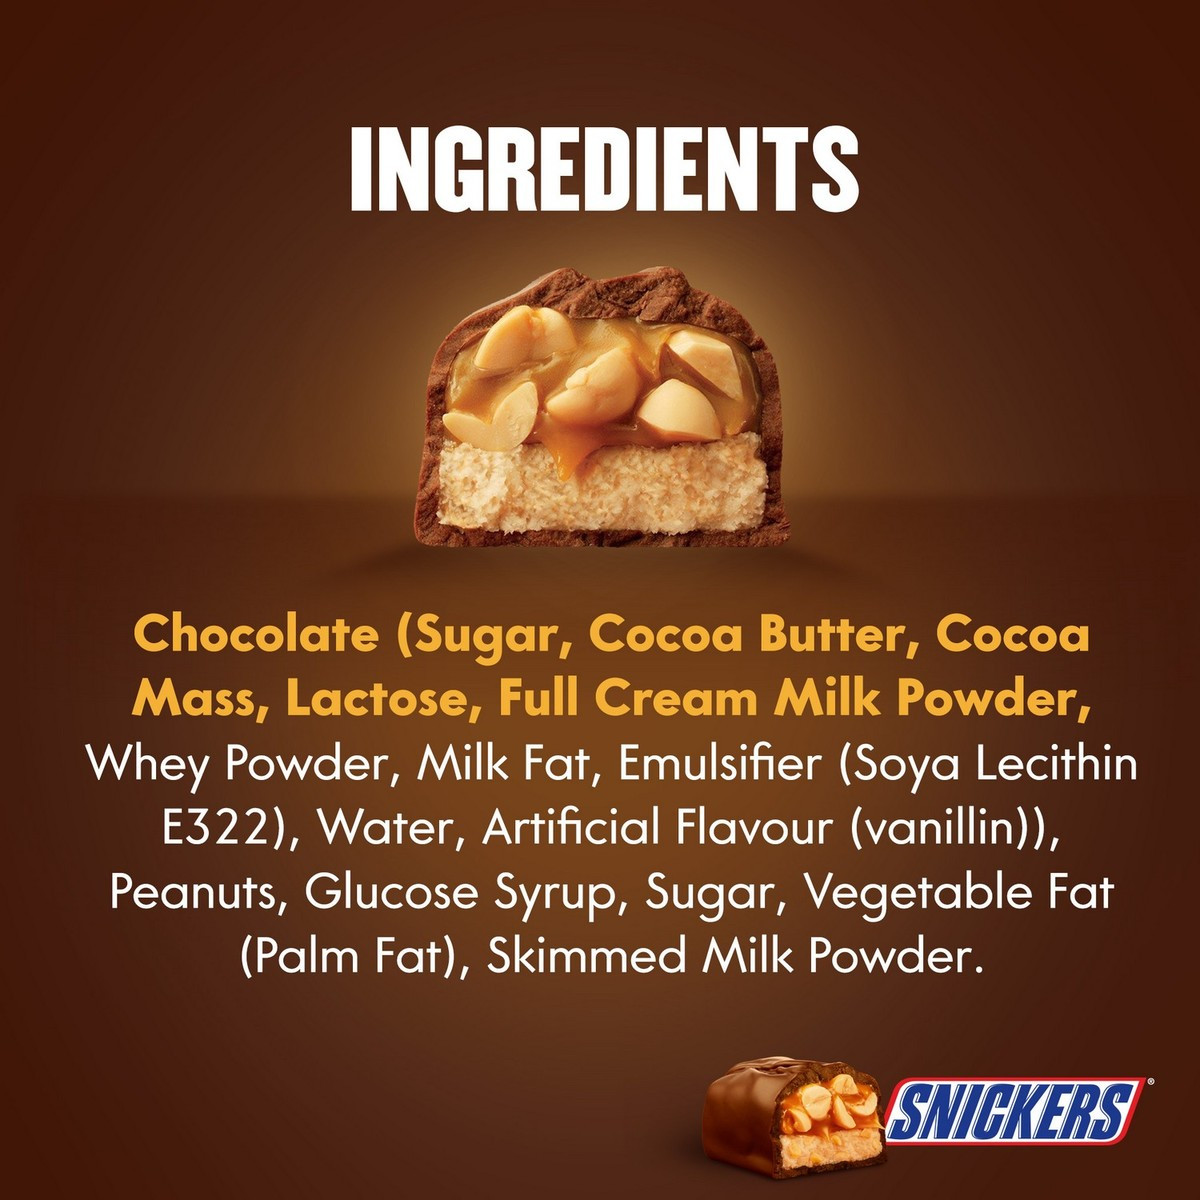 INGREDIENTS
Chocolate (Sugar, Cocoa Butter, Cocoa
Mass, Lactose, Full Cream Milk Powder,
Whey Powder, Milk Fat, Emulsifier (Soya Lecithin
E322), Water, Artificial Flavour (vanillin)),
Peanuts, Glucose Syrup, Sugar, Vegetable Fat
(Palm Fat), Skimmed Milk Powder.
SNICKERS®